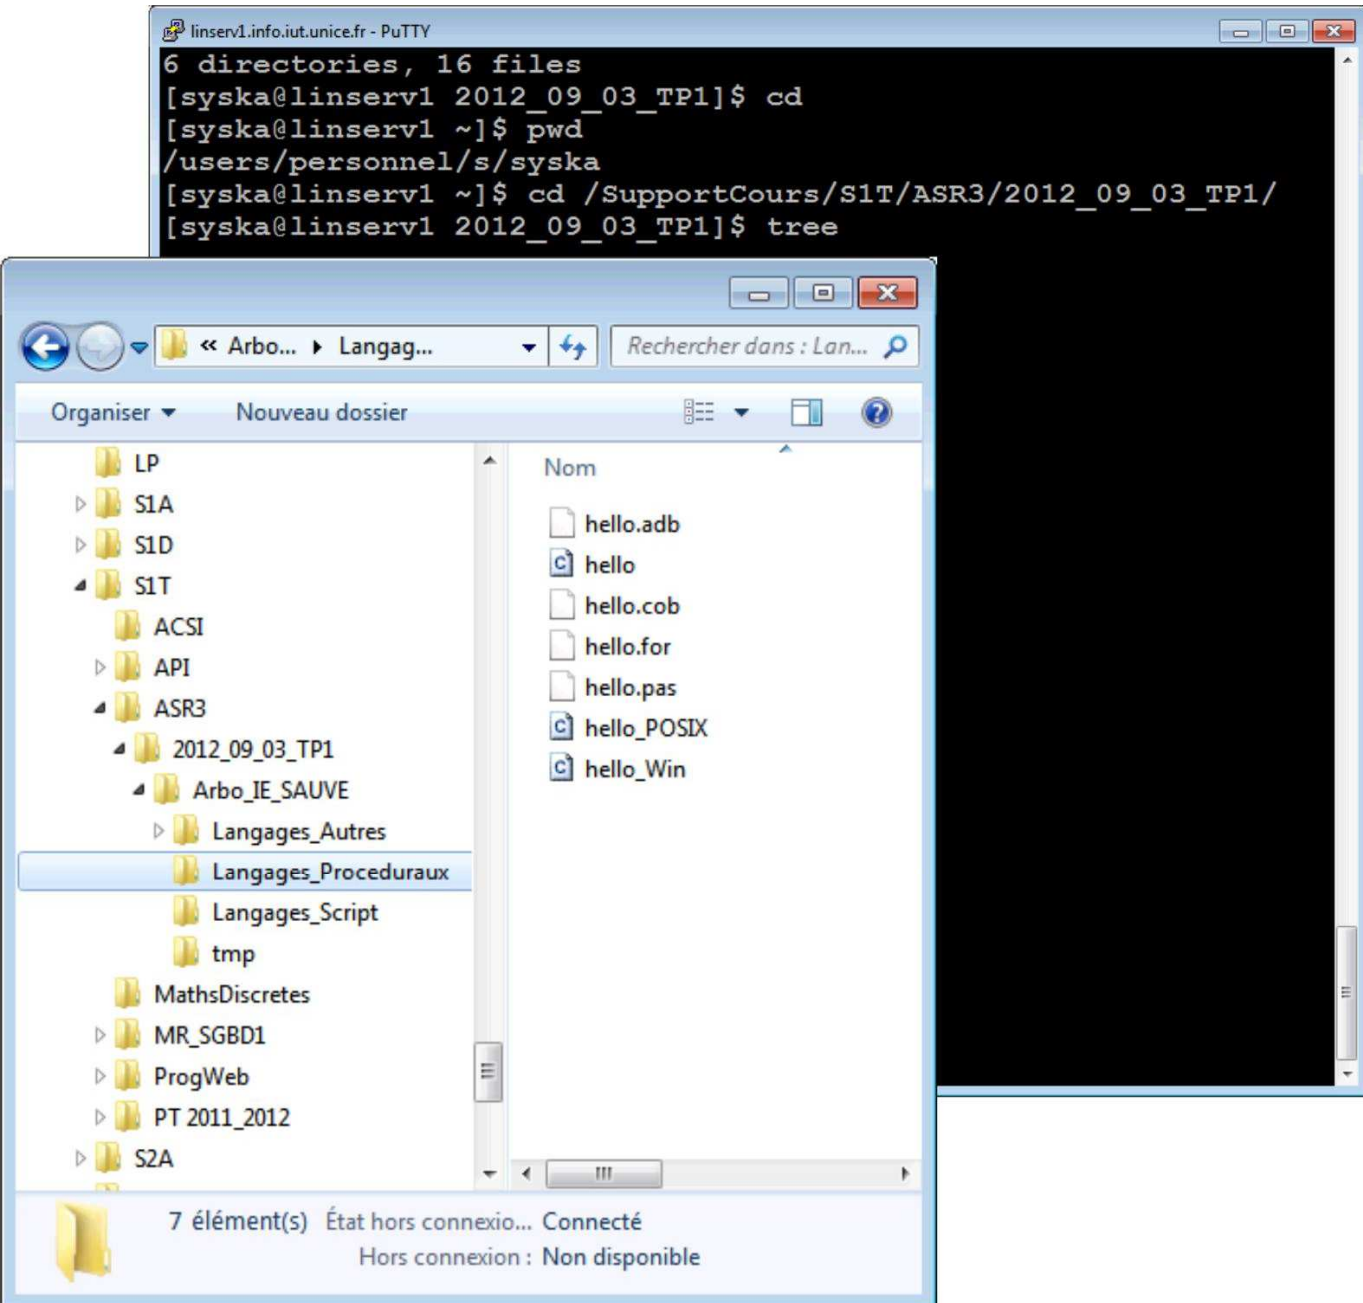 linserv1.info.iut.unice.fr - PuTTY
6 directories, 16 files
[syska@linserv1 2012_09_03_TP1]$ cd
[syska@linserv1 ~]$ pwd
/users/personnel/s/syska
[syska@linserv1 ~]$ cd /SupportCours/S1T/ASR3/2012_09_03_TP1/
[syska@linserv1 2012_09_03_TP1]$ tree
« Arbo... Langag...
Rechercher dans : Lan...
Organiser
Nouveau dossier
LP
S1A
S1D
S1T
ACSI
API
ASR3
2012_09_03_TP1
Arbo_IE_SAUVE
Langages_Autres
Langages_Proceduraux
Langages_Script
tmp
MathsDiscretes
MR_SGBD1
ProgWeb
PT 2011_2012
S2A
Nom
hello.adb
hello
hello.cob
hello.for
hello.pas
hello_POSIX
hello_Win
7 élément(s) État hors connexio... Connecté
Hors connexion : Non disponible